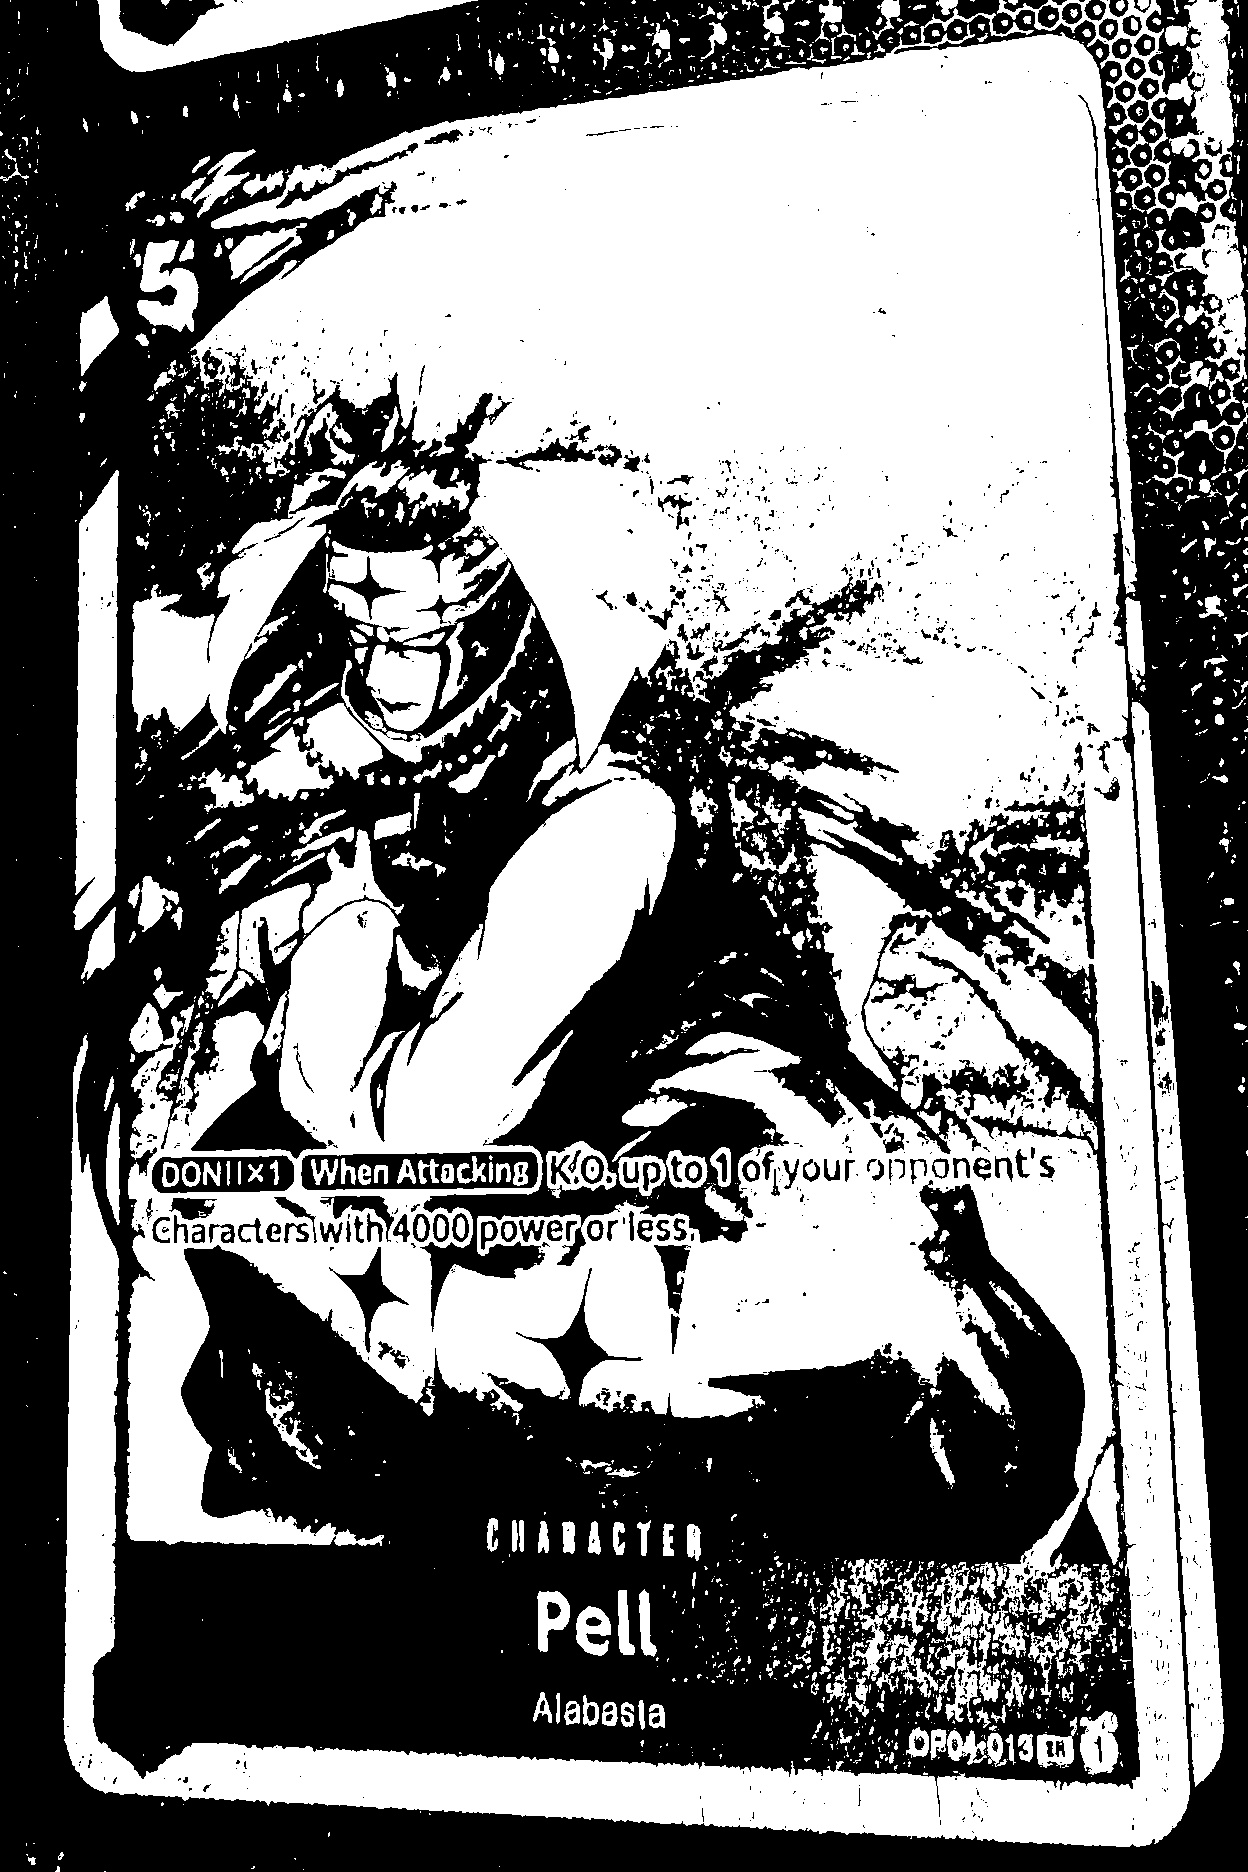 5
DON!!×1 When Attacking K.O. up to 1 of your opponent's
Characters with 4000 power or less.
CHARACTER
Pell
Alabasta
OP04-013 1